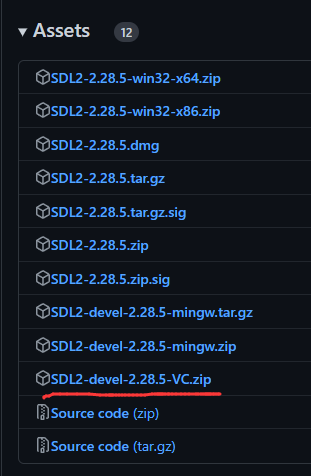 Assets 12
SDL2-2.28.5-win32-x64.zip
SDL2-2.28.5-win32-x86.zip
SDL2-2.28.5.dmg
SDL2-2.28.5.tar.gz
SDL2-2.28.5.tar.gz.sig
SDL2-2.28.5.zip
SDL2-2.28.5.zip.sig
SDL2-devel-2.28.5-mingw.tar.gz
SDL2-devel-2.28.5-mingw.zip
SDL2-devel-2.28.5-VC.zip
Source code (zip)
Source code (tar.gz)